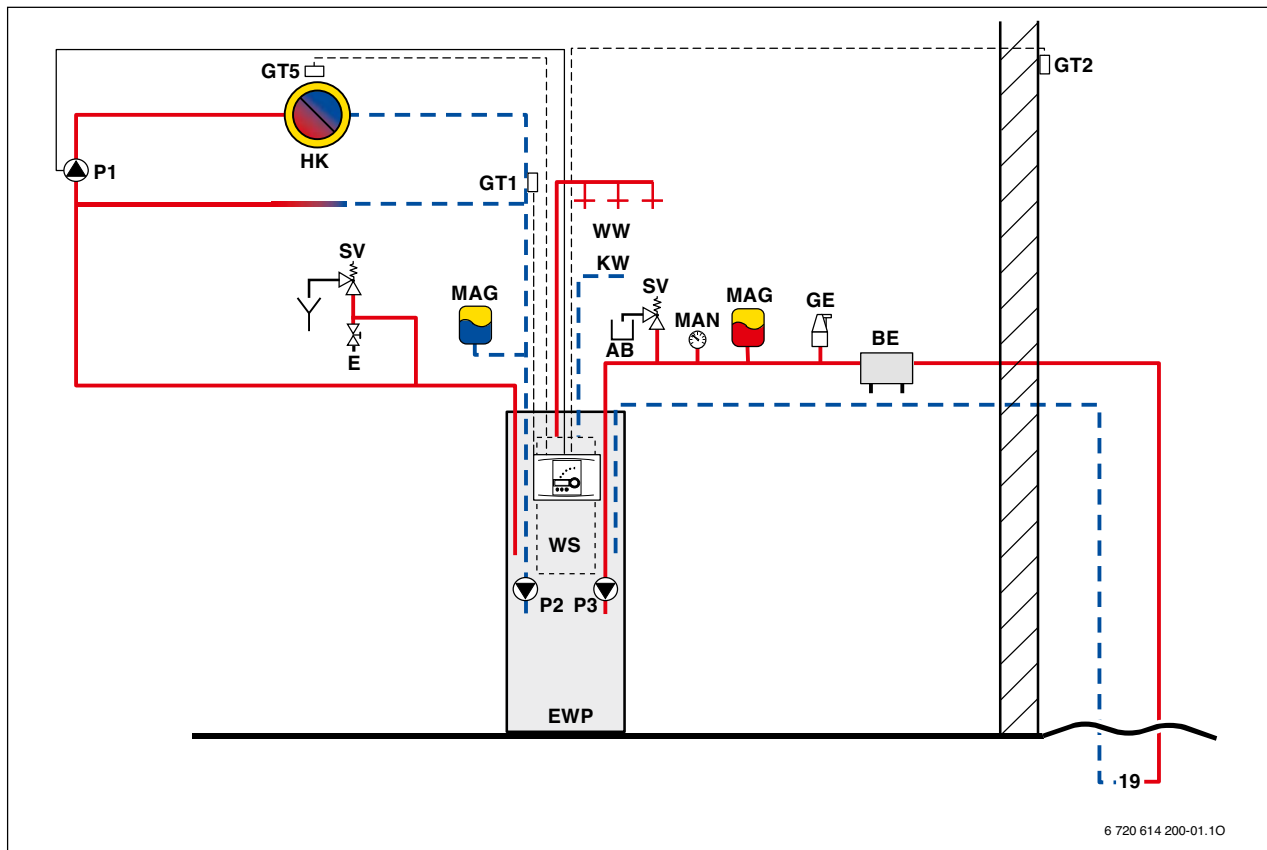 GT5
GT2
HK
P1
GT1
WW
SV
KW
SV
MAG
MAN
MAG
GE
BE
AB
E
WS
P2
P3
EWP
19
6 720 614 200-01.1O